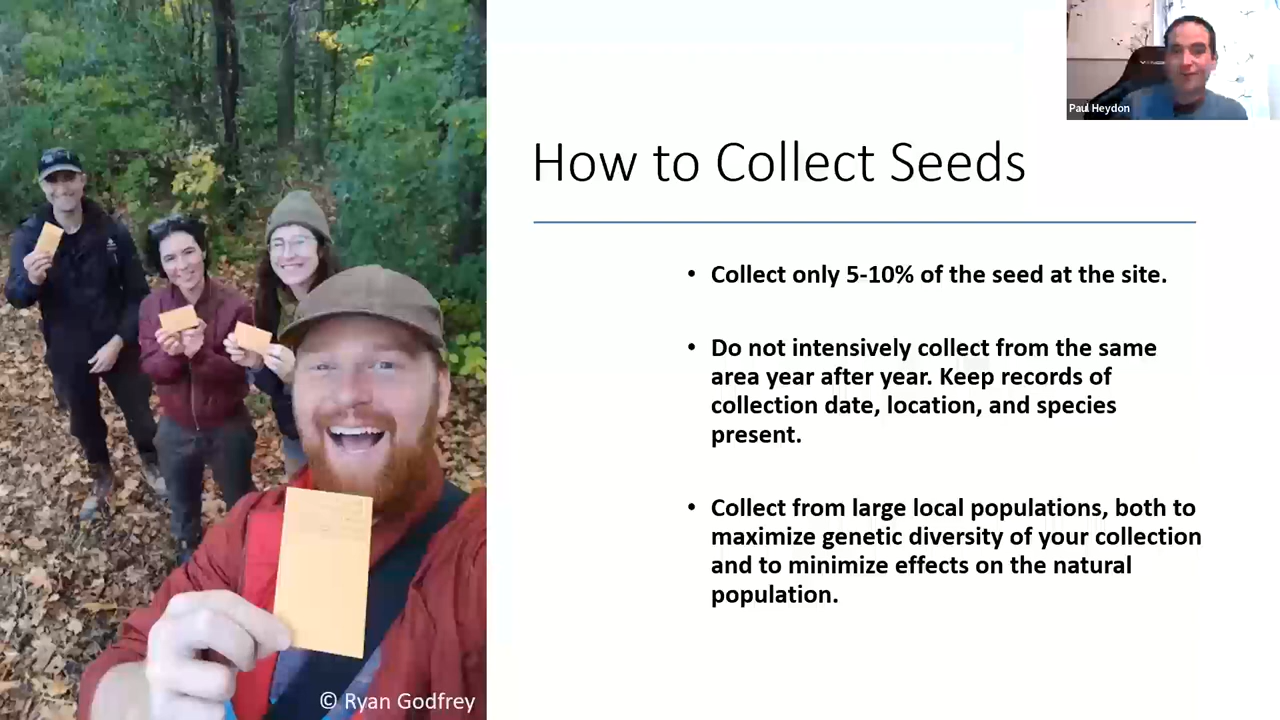 Paul Heydon
How to Collect Seeds
• Collect only 5-10% of the seed at the site.
• Do not intensively collect from the same
area year after year. Keep records of
collection date, location, and species
present.
• Collect from large local populations, both to
maximize genetic diversity of your collection
and to minimize effects on the natural
population.
© Ryan Godfrey